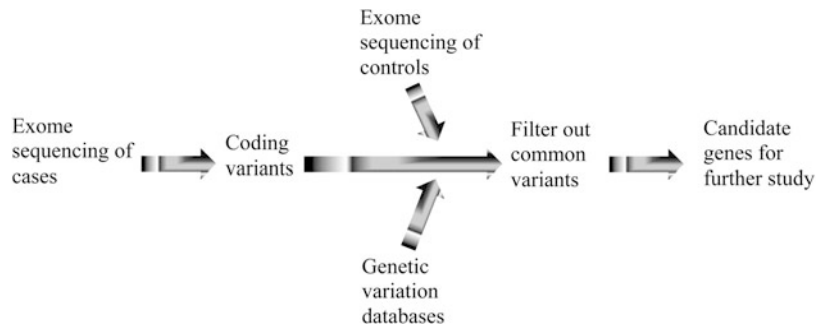 Exome
sequencing of
controls
Exome
sequencing of
cases
Coding
variants
Filter out
common
variants
Candidate
genes for
further study
Genetic
variation
databases